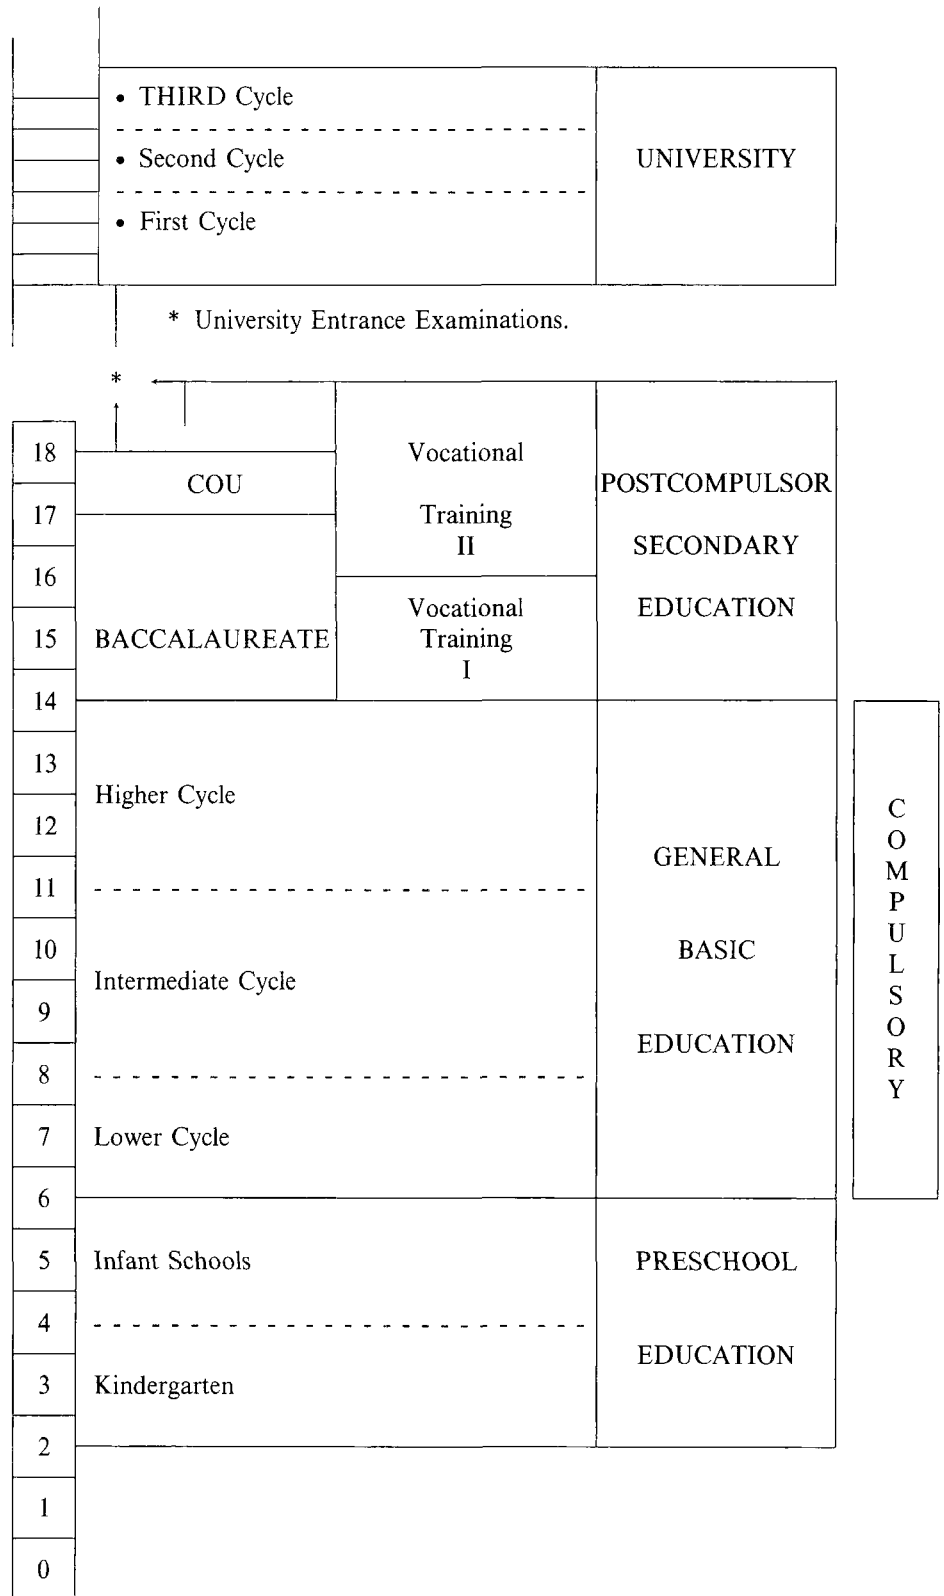 • THIRD Cycle
• Second Cycle
• First Cycle
UNIVERSITY
* University Entrance Examinations.
*
18
17
16
15
14
13
12
11
10
9
8
7
6
5
4
3
2
1
0
COU
BACCALAUREATE
Vocational
Training
II
Vocational
Training
I
POSTCOMPULSOR
SECONDARY
EDUCATION
Higher Cycle
Intermediate Cycle
Lower Cycle
GENERAL
BASIC
EDUCATION
COMPULSORY
Infant Schools
Kindergarten
PRESCHOOL
EDUCATION